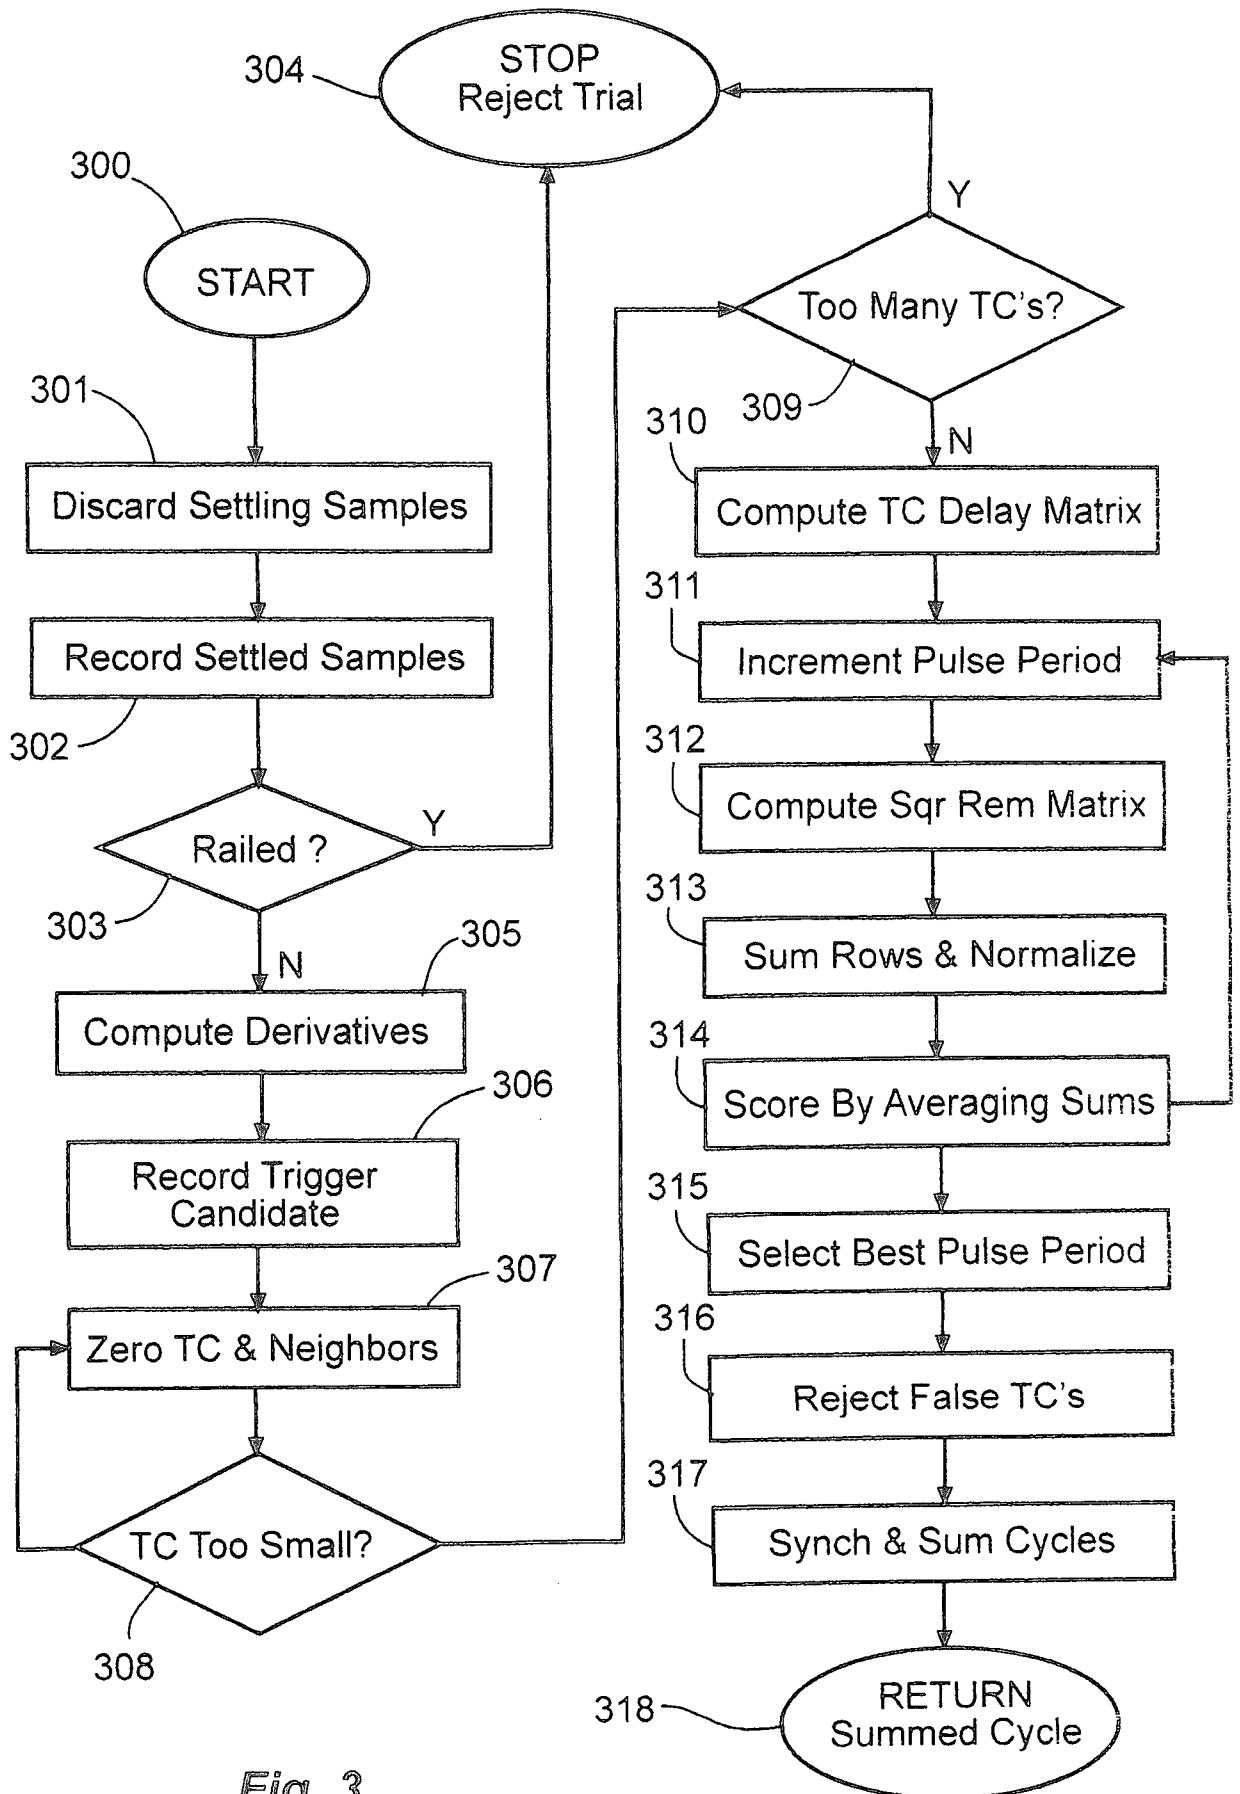 304
STOP
Reject Trial
300
START
Y
Too Many TC's?
309
301
Discard Settling Samples
N
310
Compute TC Delay Matrix
Record Settled Samples
302
311
Increment Pulse Period
Railed ?
Y
303
N
312
Compute Sqr Rem Matrix
305
Compute Derivatives
313
Sum Rows & Normalize
306
Record Trigger
Candidate
314
Score By Averaging Sums
307
Zero TC & Neighbors
315
Select Best Pulse Period
TC Too Small?
308
316
Reject False TC's
317
Synch & Sum Cycles
318
RETURN
Summed Cycle
Fig. 3